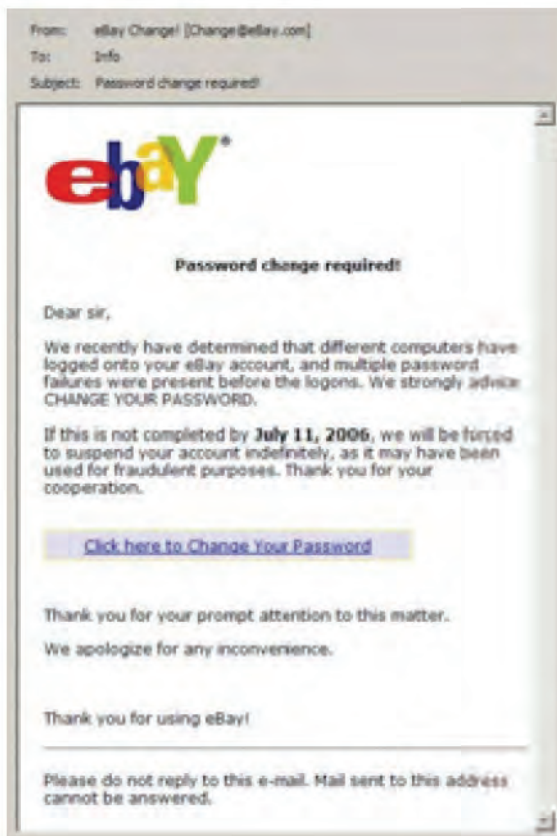 From: eBay Change! [Change@eBay.com]
To: Info
Subject: Password change required!
ebaY®
Password change required!
Dear sir,
We recently have determined that different computers have
logged onto your eBay account, and multiple password
failures were present before the logons. We strongly advice
CHANGE YOUR PASSWORD.
If this is not completed by July 11, 2006, we will be forced
to suspend your account indefinitely, as it may have been
used for fraudulent purposes. Thank you for your
cooperation.
Click here to Change Your Password
Thank you for your prompt attention to this matter.
We apologize for any inconvenience.
Thank you for using eBay!
Please do not reply to this e-mail. Mail sent to this address
cannot be answered.